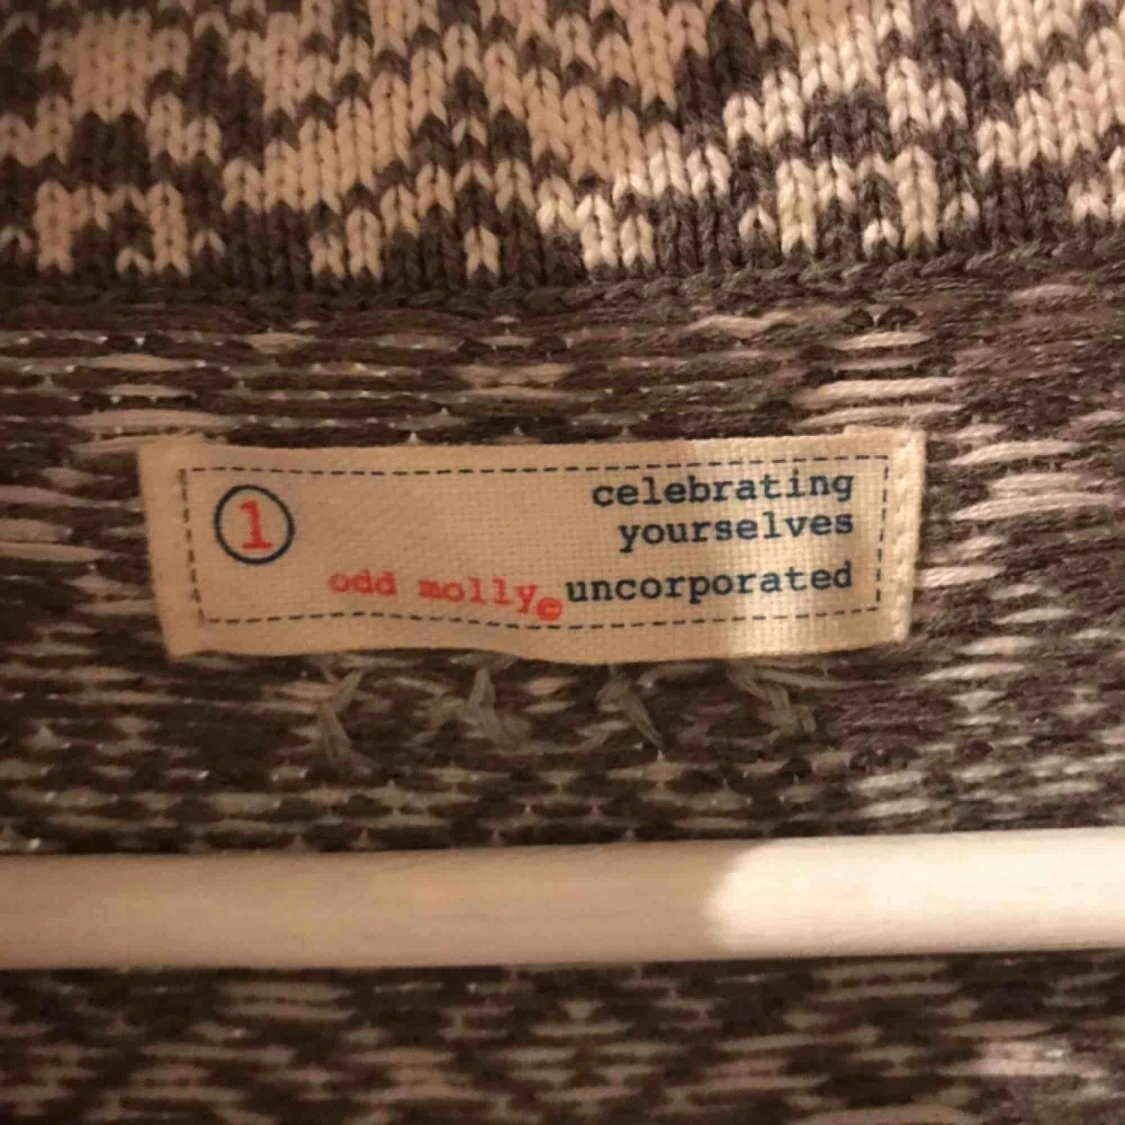 1
celebrating
yourselves
odd molly uncorporated